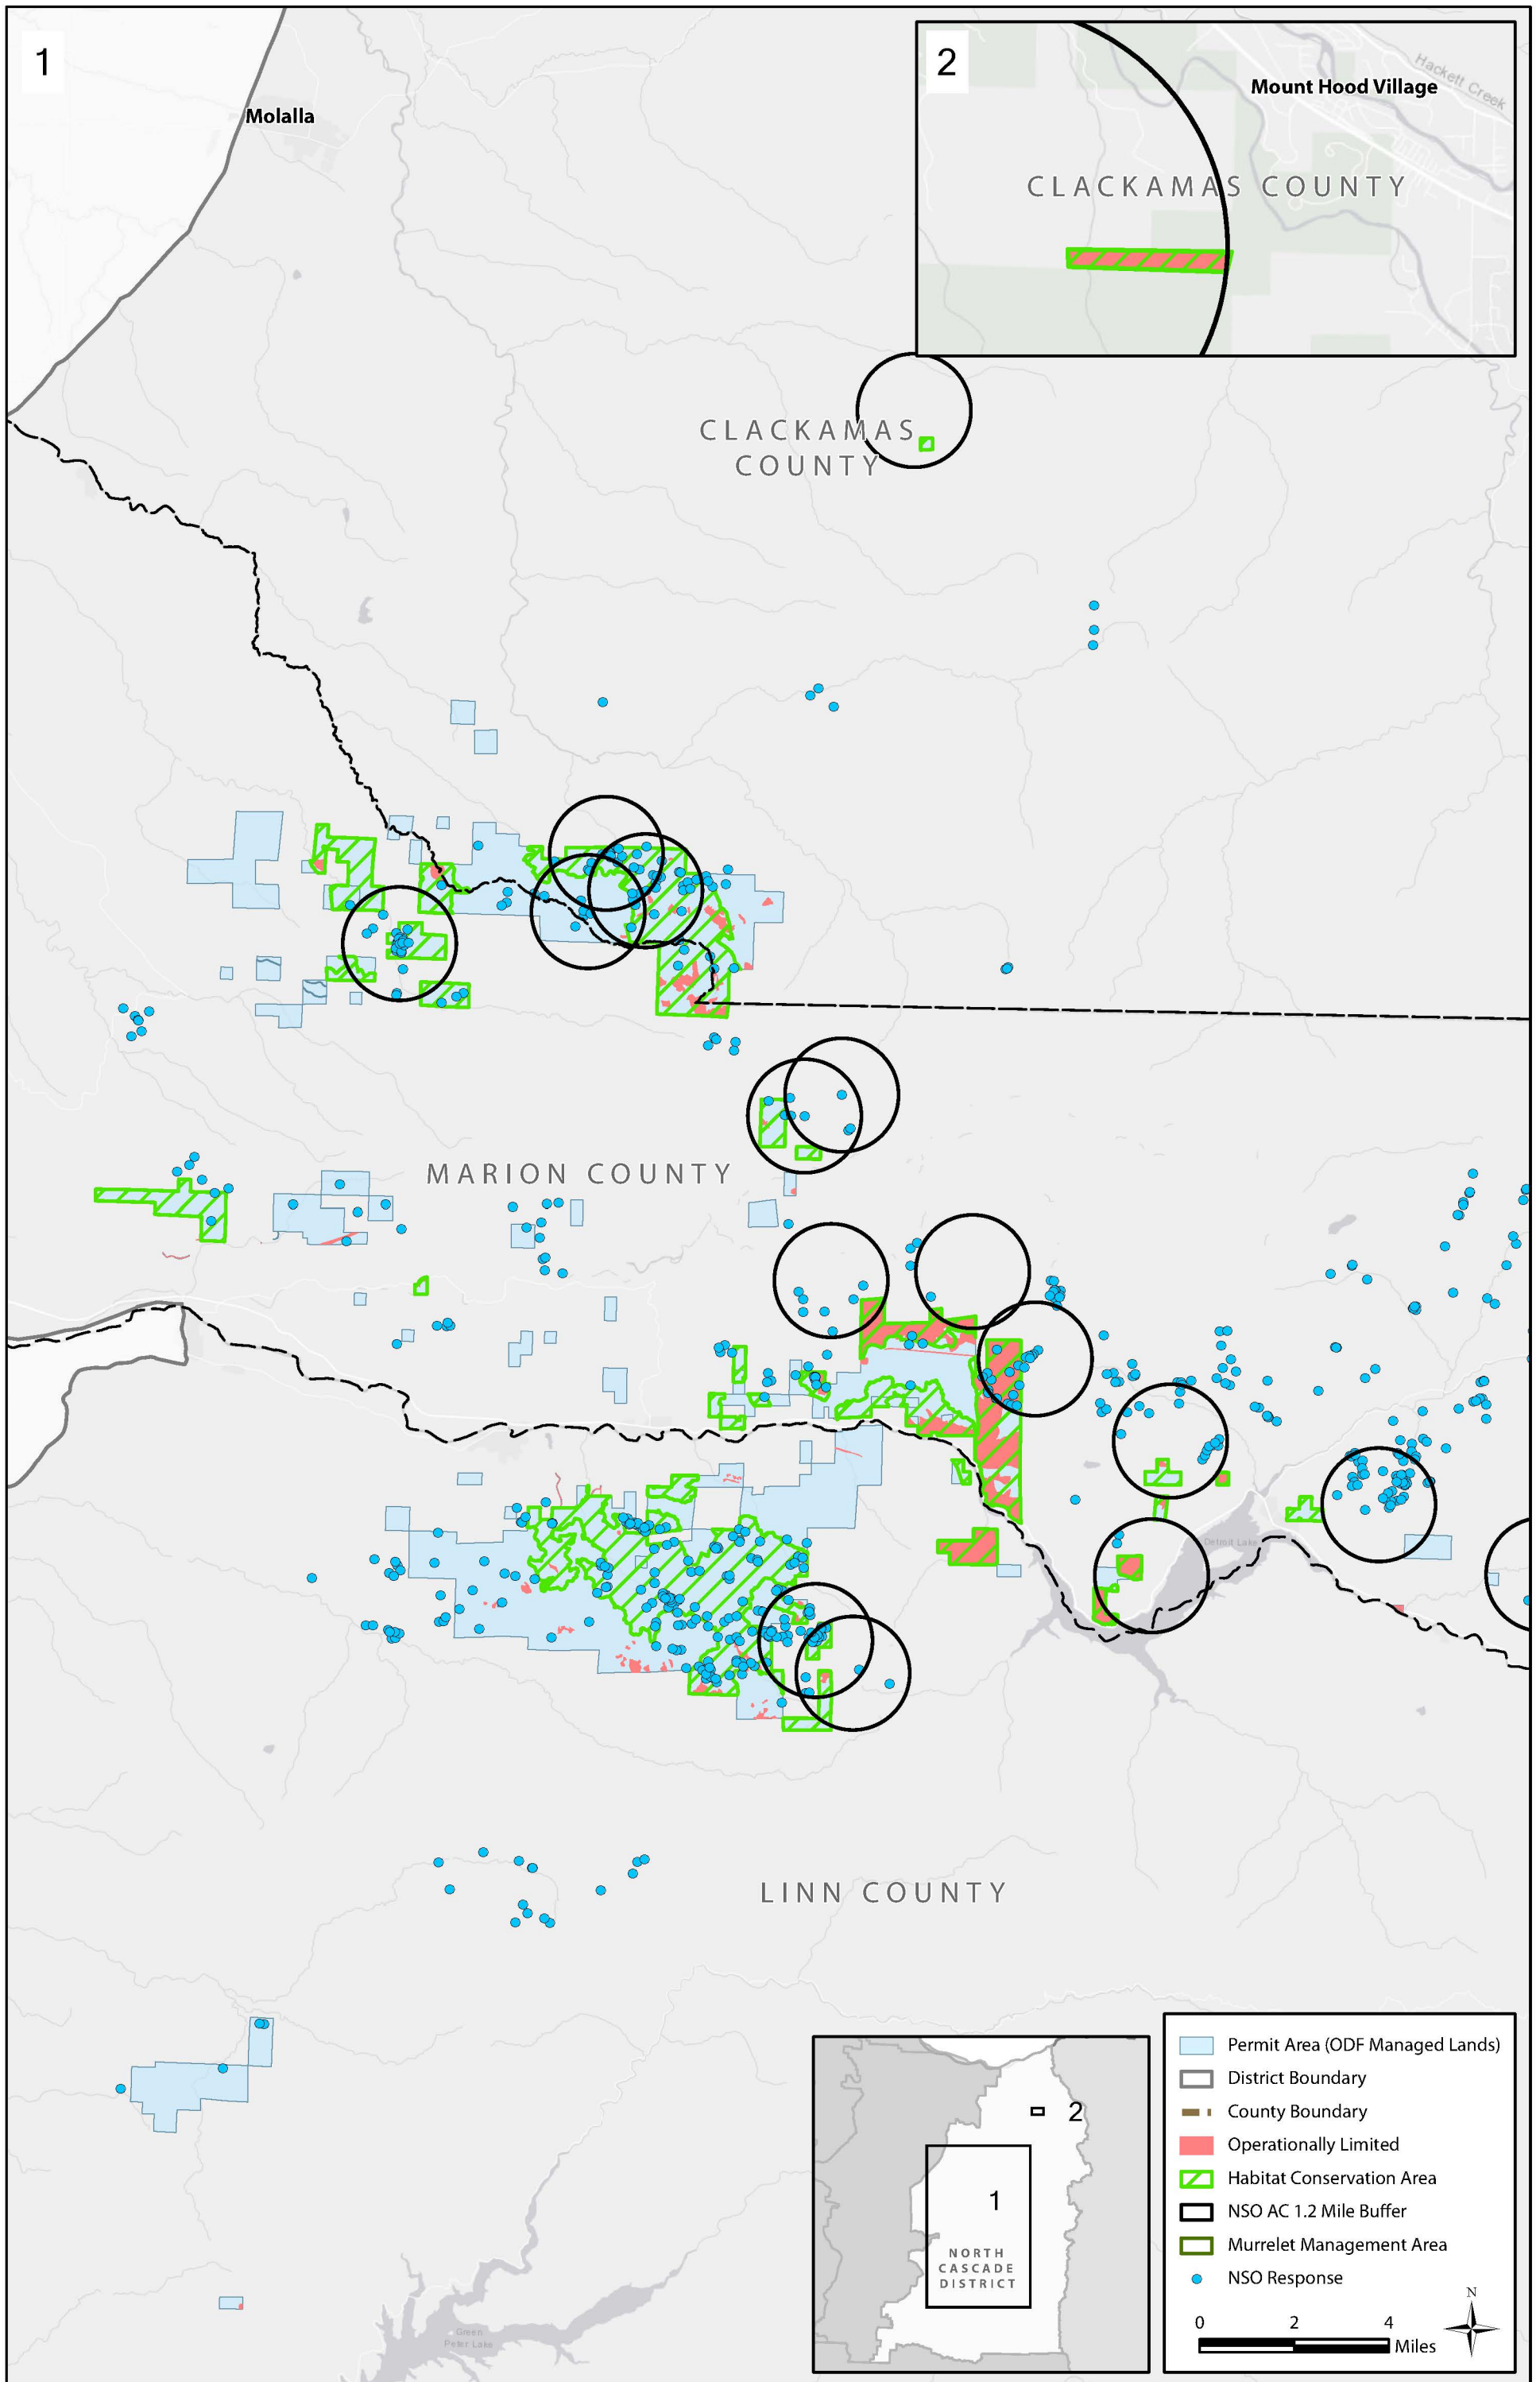 1
Molalla
2
Mount Hood Village
Hackett Creek
CLACKAMAS COUNTY
CLACKAMAS
COUNTY
MARION COUNTY
Detroit Lake
LINN COUNTY
Green
Peter Lake
2
1
NORTH
CASCADE
DISTRICT
Permit Area (ODF Managed Lands)
District Boundary
County Boundary
Operationally Limited
Habitat Conservation Area
NSO AC 1.2 Mile Buffer
Murrelet Management Area
NSO Response
N
0 2 4
Miles